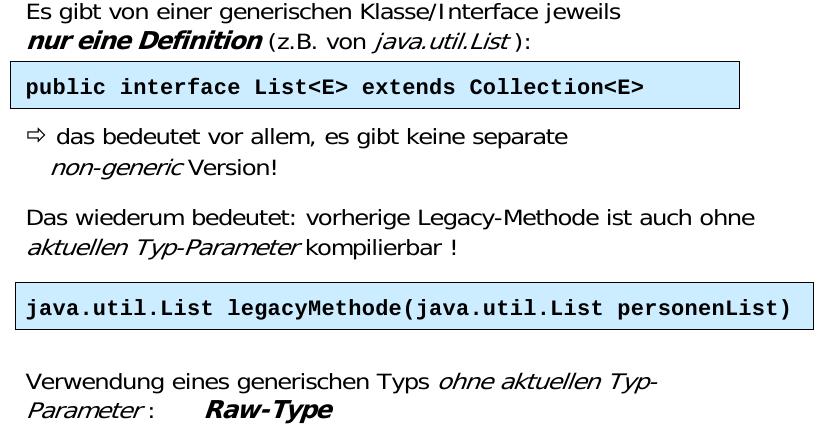 Es gibt von einer generischen Klasse/Interface jeweils
nur eine Definition (z.B. von java.util.List ):
public interface List<E> extends Collection<E>
⇨ das bedeutet vor allem, es gibt keine separate
non-generic Version!
Das wiederum bedeutet: vorherige Legacy-Methode ist auch ohne
aktuellen Typ-Parameter kompilierbar !
java.util.List legacyMethode(java.util.List personenList)
Verwendung eines generischen Typs ohne aktuellen Typ-
Parameter : Raw-Type